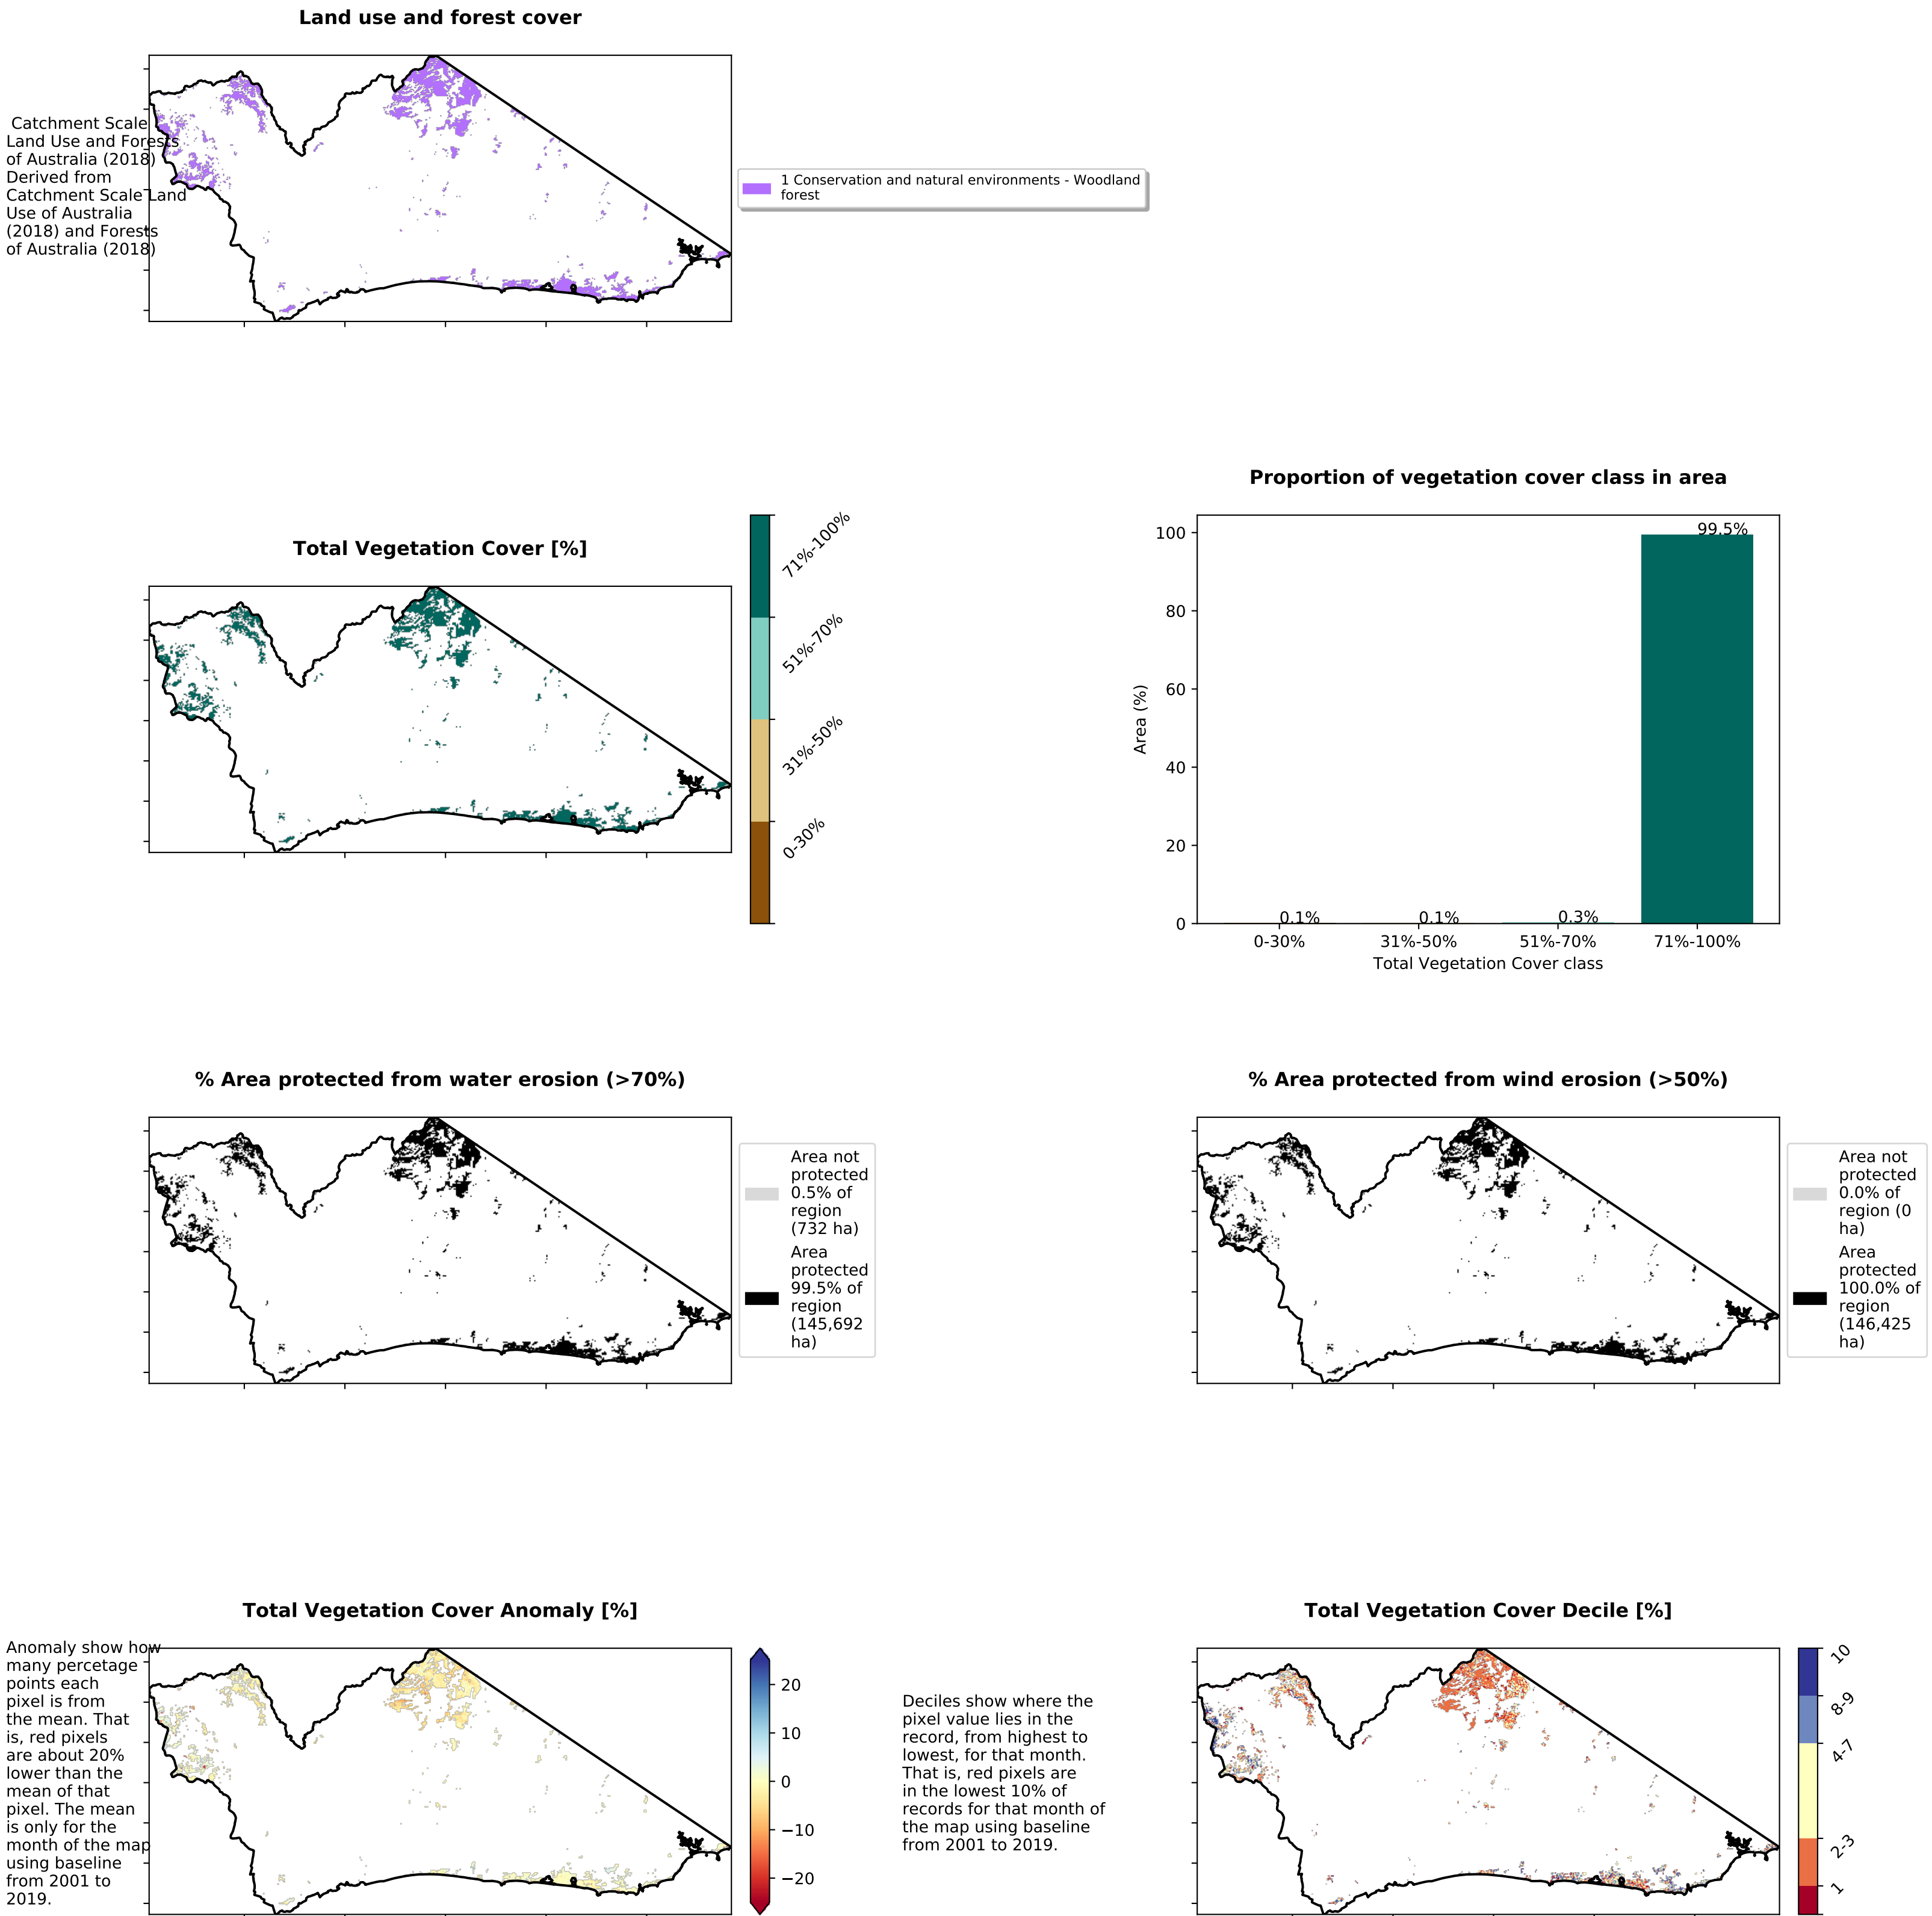 Land use and forest cover
Catchment Scale
Land Use and Forests
of Australia (2018)
Derived from
Catchment Scale Land
Use of Australia
(2018) and Forests
of Australia (2018)
1 Conservation and natural environments - Woodland
forest
Total Vegetation Cover [%]
71%-100%
51%-70%
31%-50%
0-30%
Proportion of vegetation cover class in area
Area (%)
100
80
60
40
20
0
0.1%
0.1%
0.3%
99.5%
0-30%
31%-50%
51%-70%
71%-100%
Total Vegetation Cover class
% Area protected from water erosion (>70%)
Area not
protected
0.5% of
region
(732 ha)
Area
protected
99.5% of
region
(145,692
ha)
% Area protected from wind erosion (>50%)
Area not
protected
0.0% of
region (0
ha)
Area
protected
100.0% of
region
(146,425
ha)
Total Vegetation Cover Anomaly [%]
Anomaly show how
many percetage
points each
pixel is from
the mean. That
is, red pixels
are about 20%
lower than the
mean of that
pixel. The mean
is only for the
month of the map
using baseline
from 2001 to
2019.
20
10
0
−10
−20
Total Vegetation Cover Decile [%]
Deciles show where the
pixel value lies in the
record, from highest to
lowest, for that month.
That is, red pixels are
in the lowest 10% of
records for that month of
the map using baseline
from 2001 to 2019.
10
8-9
4-7
2-3
1